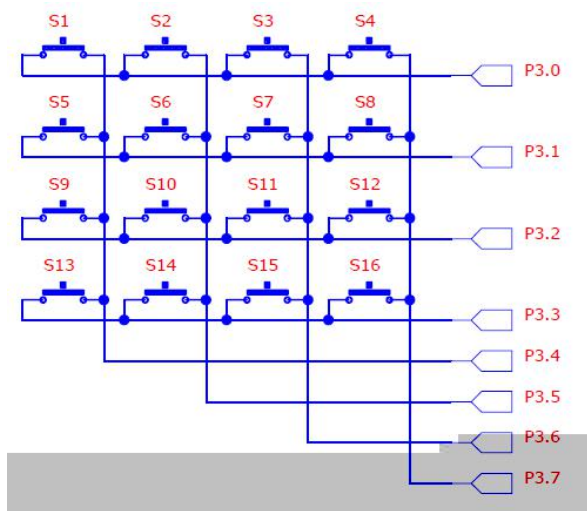 S1 S2 S3 S4
P3.0
S5 S6 S7 S8
P3.1
S9 S10 S11 S12
P3.2
S13 S14 S15 S16
P3.3
P3.4
P3.5
P3.6
P3.7